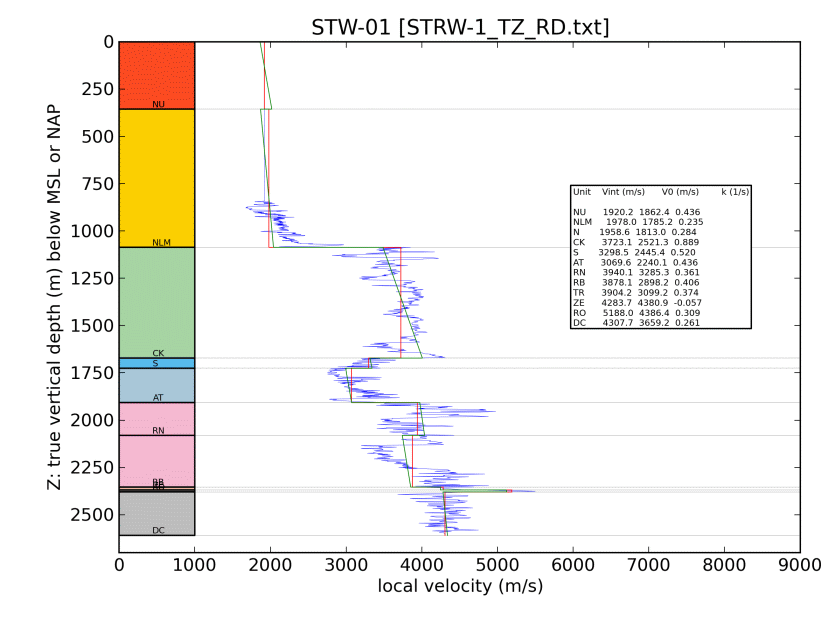 STW-01 [STRW-1_TZ_RD.txt]
Z: true vertical depth (m) below MSL or NAP
0
250
500
750
1000
1250
1500
1750
2000
2250
2500
NU
NLM
CK
S
AT
RN
RB
DC
Unit Vint (m/s) V0 (m/s) k (1/s)
NU 1920.2 1862.4 0.436
NLM 1978.0 1785.2 0.235
N 1958.6 1813.0 0.284
CK 3723.1 2521.3 0.889
S 3298.5 2445.4 0.520
AT 3069.6 2240.1 0.436
RN 3940.1 3285.3 0.361
RB 3878.1 2898.2 0.406
TR 3904.2 3099.2 0.374
ZE 4283.7 4380.9 -0.057
RO 5188.0 4386.4 0.309
DC 4307.7 3659.2 0.261
0 1000 2000 3000 4000 5000 6000 7000 8000 9000
local velocity (m/s)